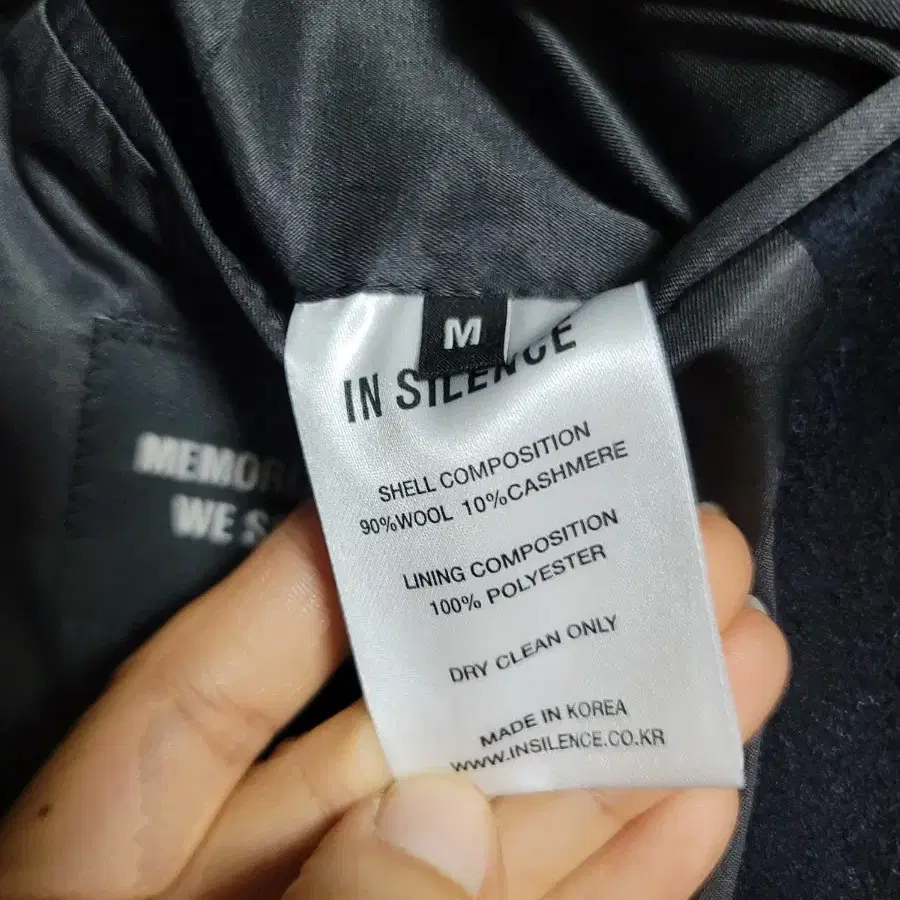 M
IN SILENCE
SHELL COMPOSITION
90%WOOL 10%CASHMERE
LINING COMPOSITION
100% POLYESTER
DRY CLEAN ONLY
MADE IN KOREA
WWW.INSILENCE.CO.KR
WE